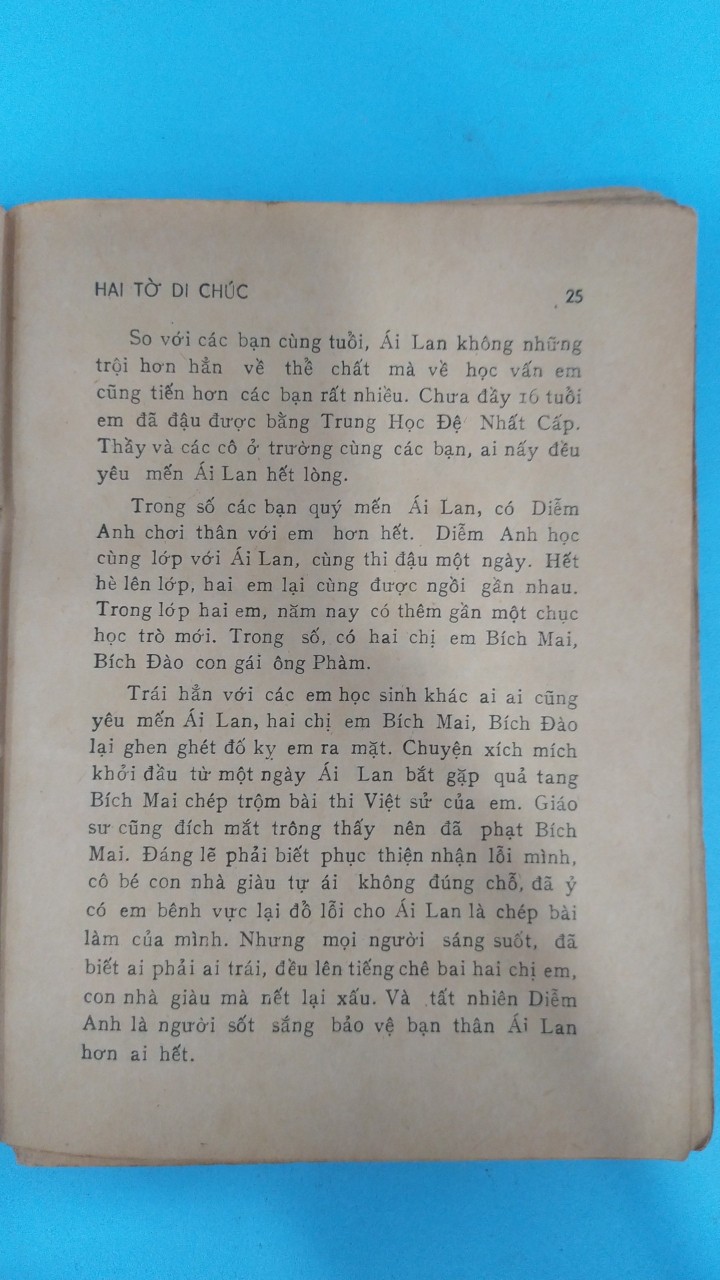 HAI TỜ DI CHÚC
25
So với các bạn cùng tuổi, Ái Lan không những
trội hơn hẳn về thể chất mà về học vấn em
cũng tiến hơn các bạn rất nhiều. Chưa đầy 16 tuổi
em đã đậu được bằng Trung Học Đệ Nhất Cấp.
Thầy và các cô ở trường cùng các bạn, ai nấy đều
yêu mến Ái Lan hết lòng.
Trong số các bạn quý mến Ái Lan, có Diễm
Anh chơi thân với em hơn hết. Diễm Anh học
cùng lớp với Ái Lan, cùng thi đậu một ngày. Hết
hè lên lớp, hai em lại cùng được ngồi gần nhau.
Trong lớp hai em, năm nay có thêm gần một chục
học trò mới. Trong số, có hai chị em Bích Mai,
Bích Đào con gái ông Phàm.
Trái hẳn với các em học sinh khác ai ai cũng
yêu mến Ái Lan, hai chị em Bích Mai, Bích Đào
lại ghen ghét đố kỵ em ra mặt. Chuyện xích mích
khởi đầu từ một ngày Ái Lan bắt gặp quả tang
Bích Mai chép trộm bài thi Việt sử của em. Giáo
sư cũng đích mắt trông thấy nên đã phạt Bích
Mai. Đáng lẽ phải biết phục thiện nhận lỗi mình,
cô bé con nhà giàu tự ái không đúng chỗ, đã ỷ
có em bênh vực lại đổ lỗi cho Ái Lan là chép bài
làm của mình. Nhưng mọi người sáng suốt, đã
biết ai phải ai trái, đều lên tiếng chê bai hai chị em,
con nhà giàu mà nết lại xấu. Và tất nhiên Diễm
Anh là người sốt sắng bảo vệ bạn thân Ái Lan
hơn ai hết.